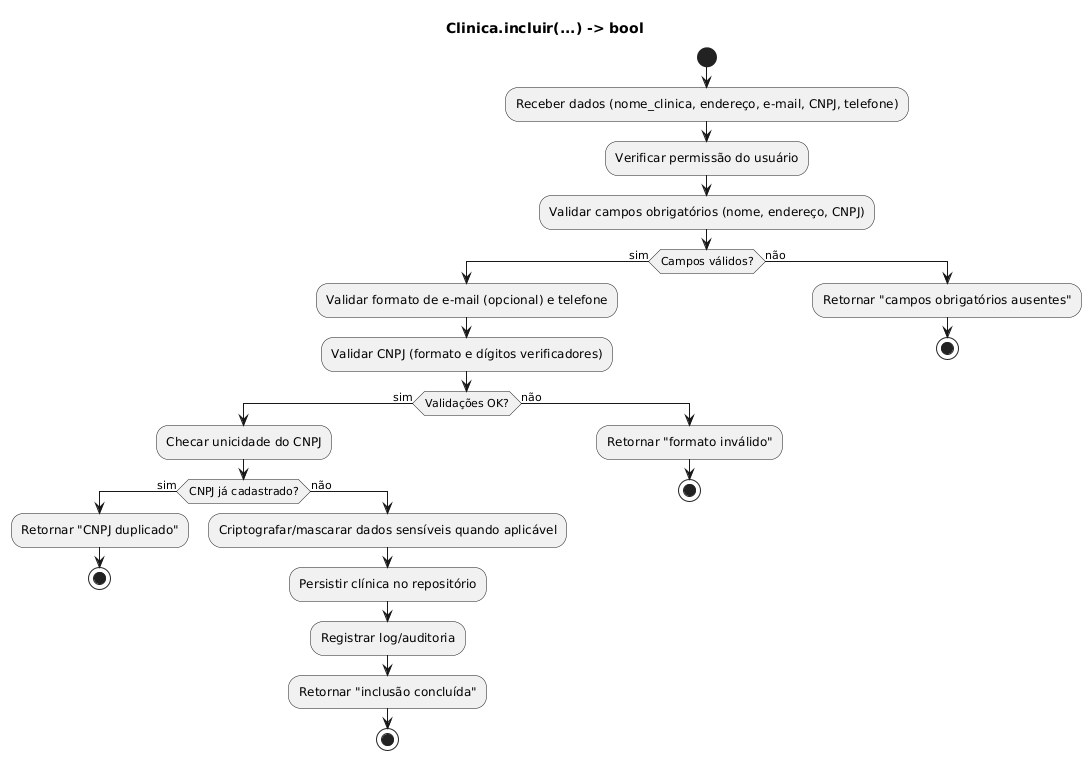 Clinica.incluir(...) -> bool
Receber dados (nome_clinica, endereço, e-mail, CNPJ, telefone)
Verificar permissão do usuário
Validar campos obrigatórios (nome, endereço, CNPJ)
sim
Campos válidos?
não
Validar formato de e-mail (opcional) e telefone
Retornar "campos obrigatórios ausentes"
Validar CNPJ (formato e dígitos verificadores)
sim
Validações OK?
não
Checar unicidade do CNPJ
Retornar "formato inválido"
sim
CNPJ já cadastrado?
não
Retornar "CNPJ duplicado"
Criptografar/mascarar dados sensíveis quando aplicável
Persistir clínica no repositório
Registrar log/auditoria
Retornar "inclusão concluída"